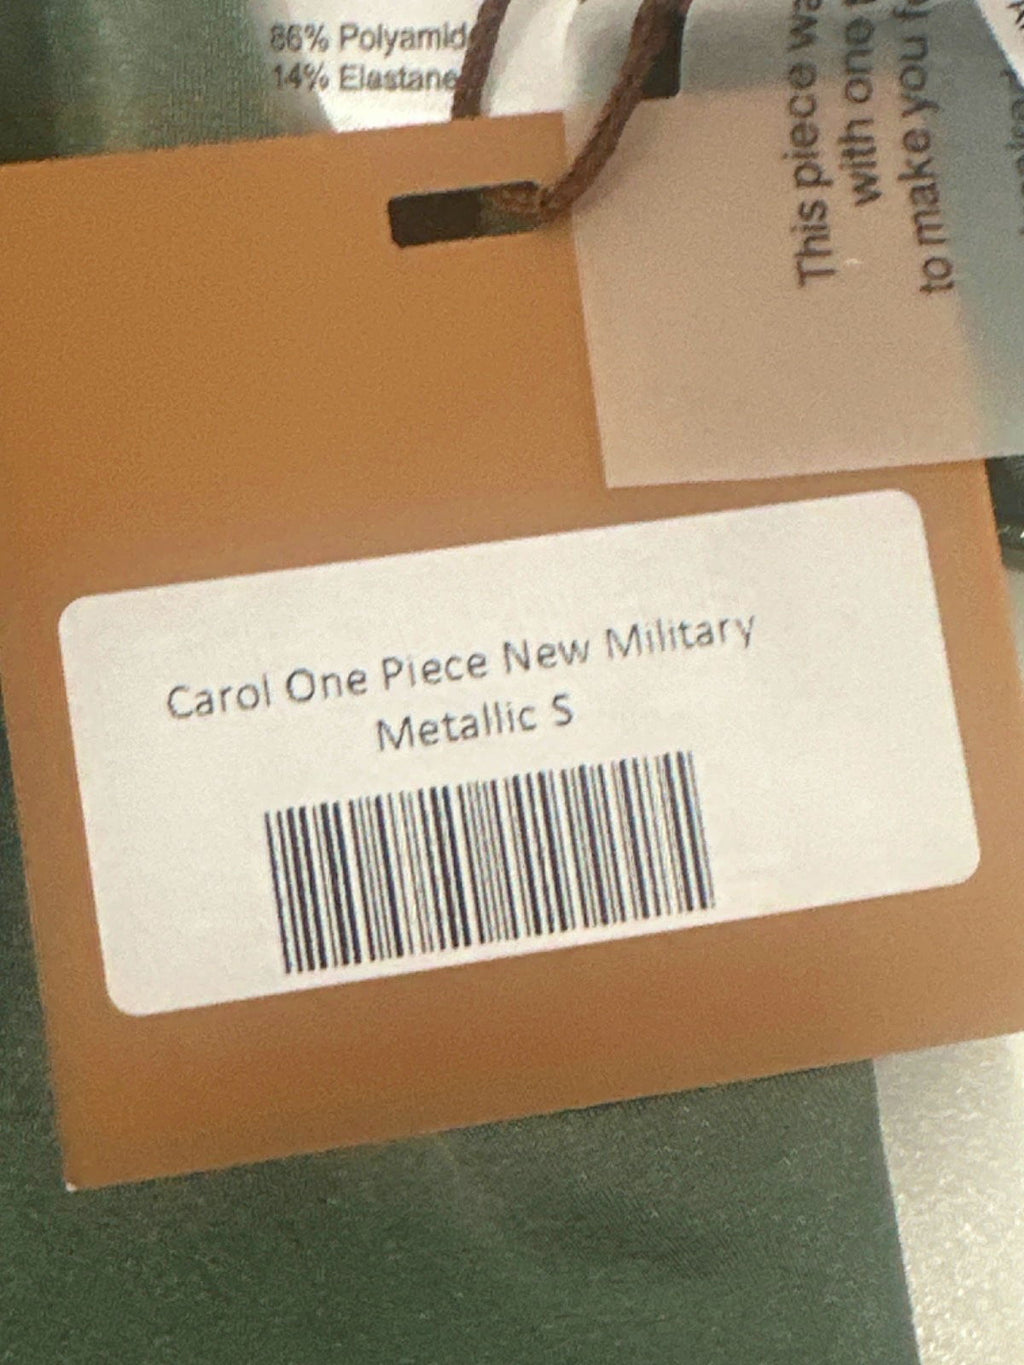 86% Polyamid
14% Elastane
This piece wa
with one
to make you f
Carol One Piece New Military
Metallic S